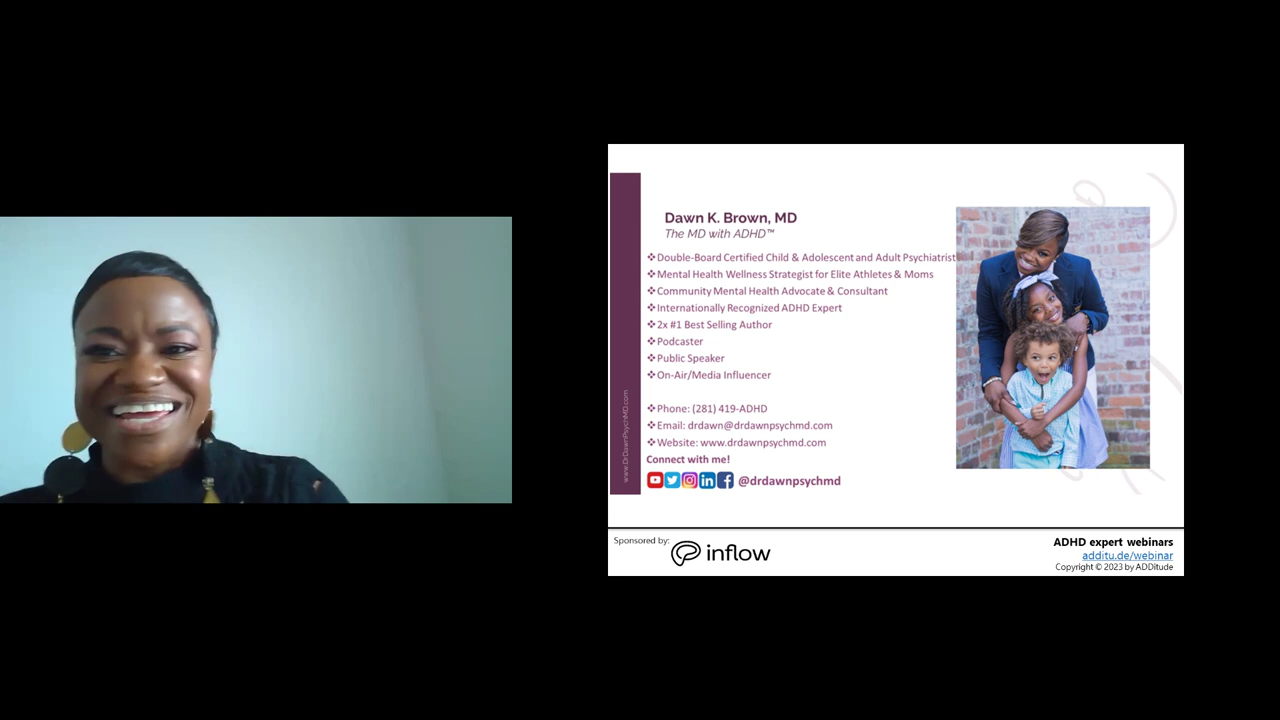 Dawn K. Brown, MD
The MD with ADHD™
❖Double-Board Certified Child & Adolescent and Adult Psychiatrist
❖Mental Health Wellness Strategist for Elite Athletes & Moms
❖Community Mental Health Advocate & Consultant
❖Internationally Recognized ADHD Expert
❖2x #1 Best Selling Author
❖Podcaster
❖Public Speaker
❖On-Air/Media Influencer
❖Phone: (281) 419-ADHD
❖Email: drdawn@drdawnpsychmd.com
❖Website: www.drdawnpsychmd.com
Connect with me!
@drdawnpsychmd
www.DrDawnPsychMD.com
Sponsored by:
inflow
ADHD expert webinars
additu.de/webinar
Copyright © 2023 by ADDitude